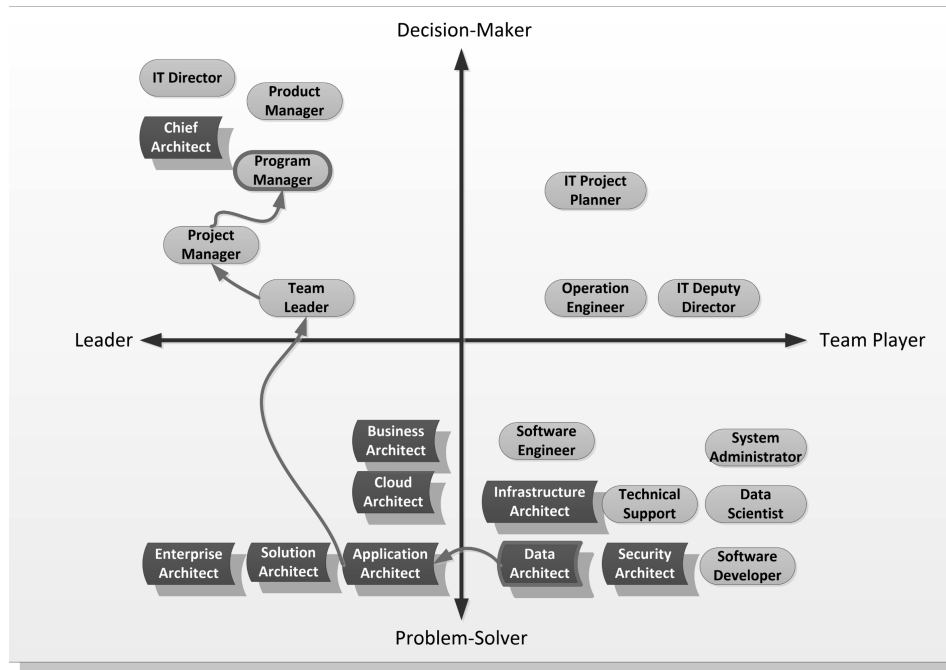 Decision-Maker
IT Director
Product
Manager
Chief
Architect
Program
Manager
IT Project
Planner
Project
Manager
Team
Leader
Operation
Engineer
IT Deputy
Director
Leader
Team Player
Business
Architect
Software
Engineer
System
Administrator
Cloud
Architect
Infrastructure
Architect
Technical
Support
Data
Scientist
Enterprise
Architect
Solution
Architect
Application
Architect
Data
Architect
Security
Architect
Software
Developer
Problem-Solver